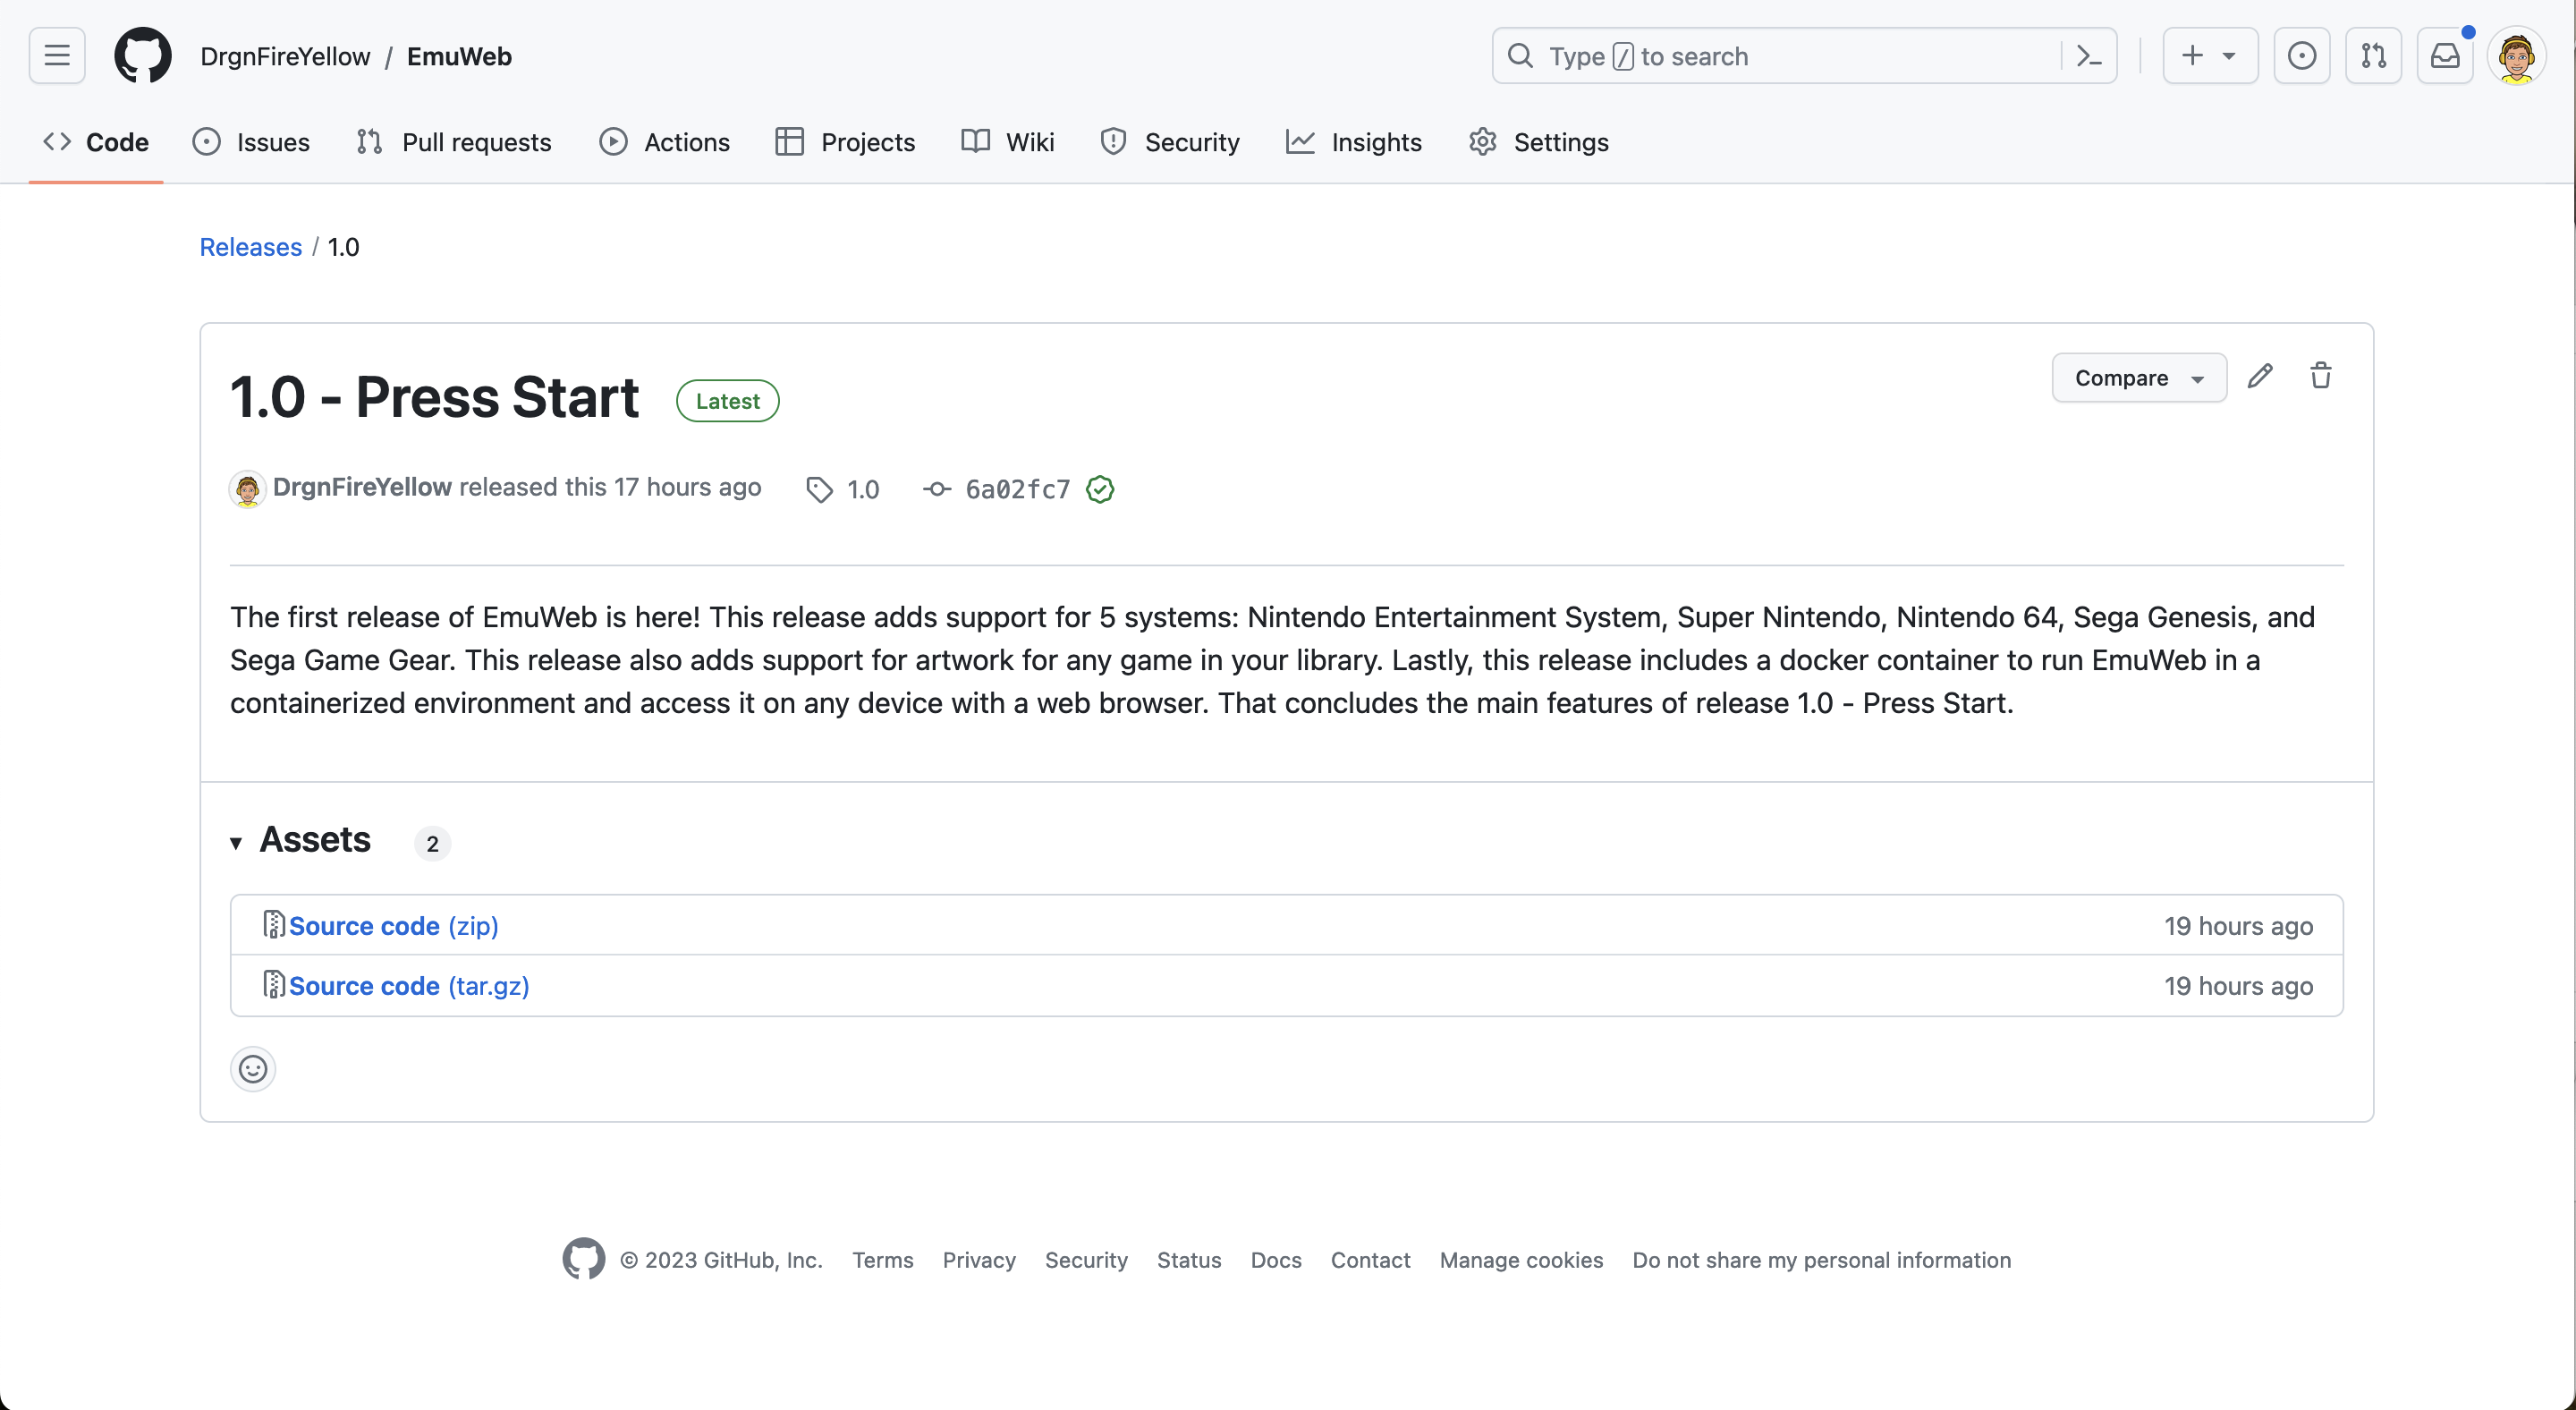 DrgnFireYellow / EmuWeb
Type / to search
Code Issues Pull requests Actions Projects Wiki Security Insights Settings
Releases / 1.0
1.0 - Press Start Latest
Compare
DrgnFireYellow released this 17 hours ago 1.0 6a02fc7
The first release of EmuWeb is here! This release adds support for 5 systems: Nintendo Entertainment System, Super Nintendo, Nintendo 64, Sega Genesis, and
Sega Game Gear. This release also adds support for artwork for any game in your library. Lastly, this release includes a docker container to run EmuWeb in a
containerized environment and access it on any device with a web browser. That concludes the main features of release 1.0 - Press Start.
Assets 2
Source code (zip) 19 hours ago
Source code (tar.gz) 19 hours ago
© 2023 GitHub, Inc. Terms Privacy Security Status Docs Contact Manage cookies Do not share my personal information